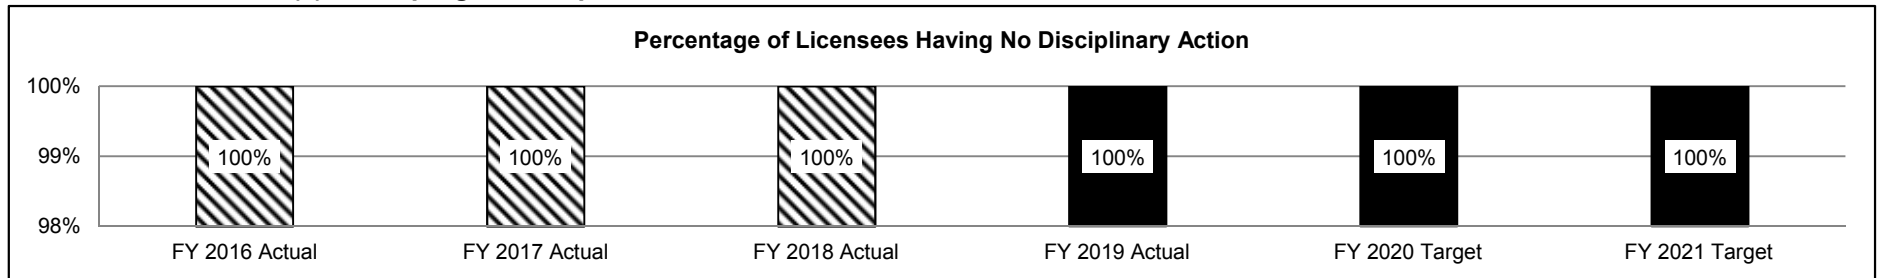 Percentage of Licensees Having No Disciplinary Action
100%
99%
98%
100% 100% 100% 100% 100% 100%
FY 2016 Actual FY 2017 Actual FY 2018 Actual FY 2019 Actual FY 2020 Target FY 2021 Target